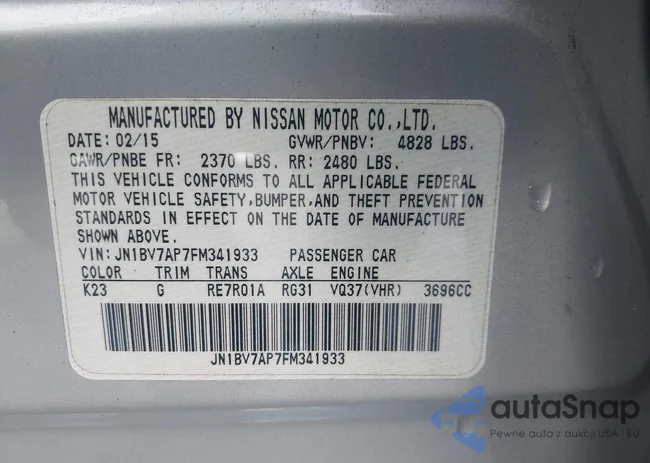 MANUFACTURED BY NISSAN MOTOR CO.,LTD.
DATE: 02/15 GVWR/PNBV: 4828 LBS.
GAWR/PNBE FR: 2370 LBS. RR: 2480 LBS.
THIS VEHICLE CONFORMS TO ALL APPLICABLE FEDERAL
MOTOR VEHICLE SAFETY,BUMPER,AND THEFT PREVENTION
STANDARDS IN EFFECT ON THE DATE OF MANUFACTURE
SHOWN ABOVE.
VIN: JN1BV7AP7FM341933 PASSENGER CAR
COLOR TRIM TRANS AXLE ENGINE
K23 G RE7R01A RG31 VQ37(VHR) 3696CC
JN1BV7AP7FM341933
autaSnap
Pewne auta z aukcji USA i EU